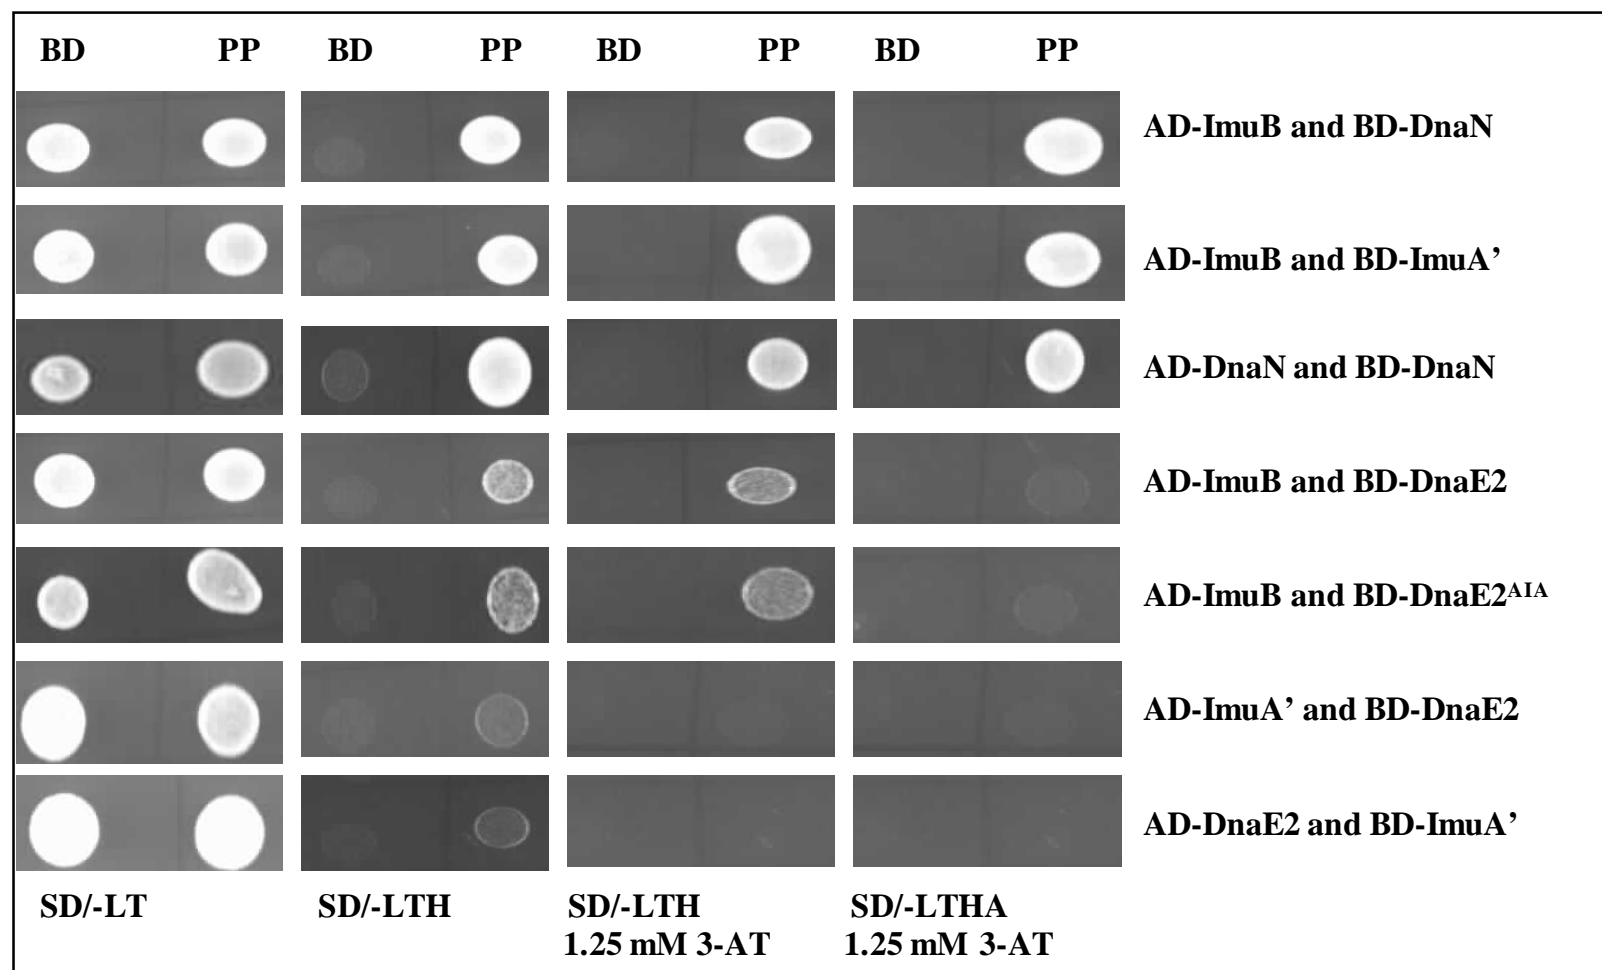 BD PP BD PP BD PP BD PP
AD-ImuB and BD-DnaN
AD-ImuB and BD-ImuA’
AD-DnaN and BD-DnaN
AD-ImuB and BD-DnaE2
AD-ImuB and BD-DnaE2ᴬᴵᴬ
AD-ImuA’ and BD-DnaE2
AD-DnaE2 and BD-ImuA’
SD/-LT SD/-LTH SD/-LTH SD/-LTHA
1.25 mM 3-AT 1.25 mM 3-AT